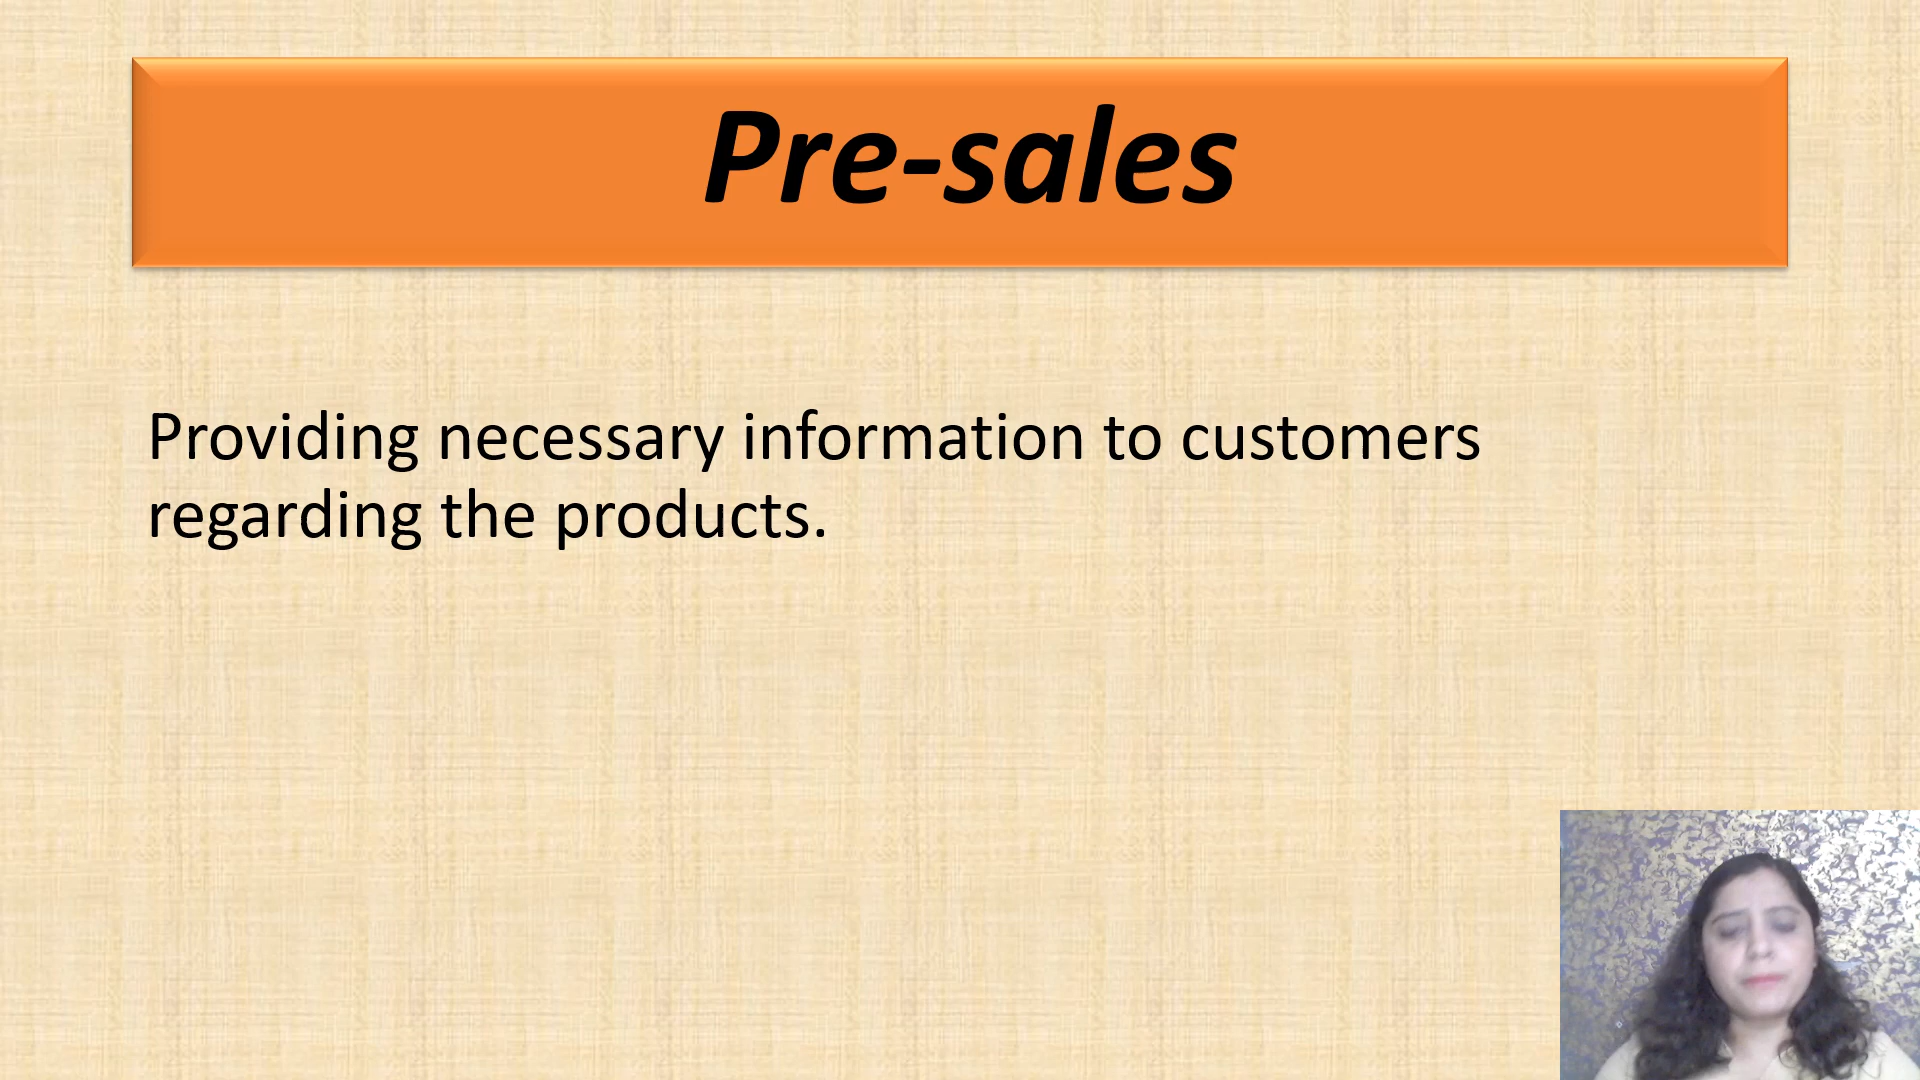 Pre-sales
Providing necessary information to customers
regarding the products.